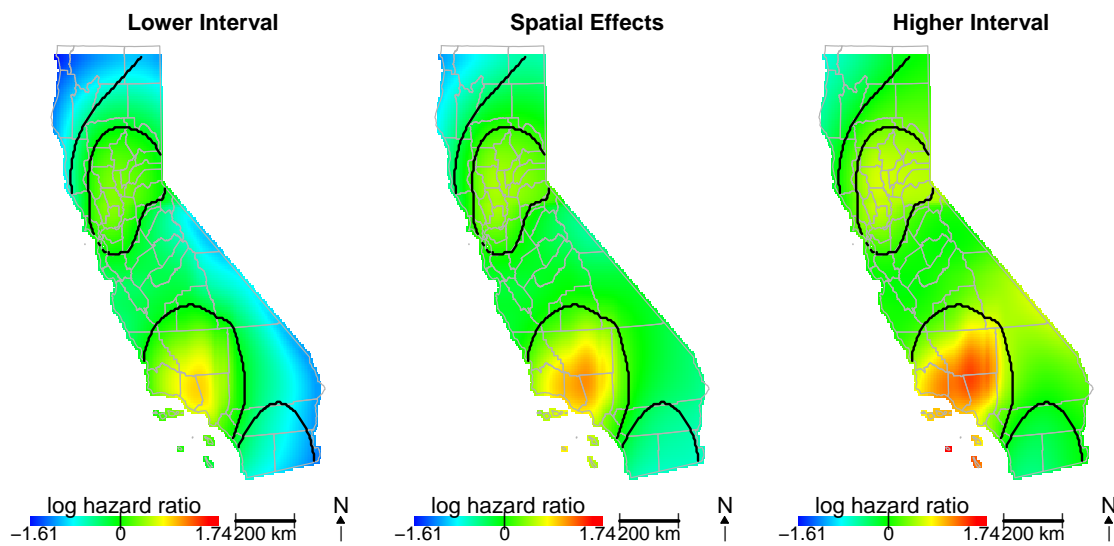 Lower Interval
Spatial Effects
Higher Interval
log hazard ratio
N
−1.61 0 1.74 200 km
log hazard ratio
N
−1.61 0 1.74 200 km
log hazard ratio
N
−1.61 0 1.74 200 km